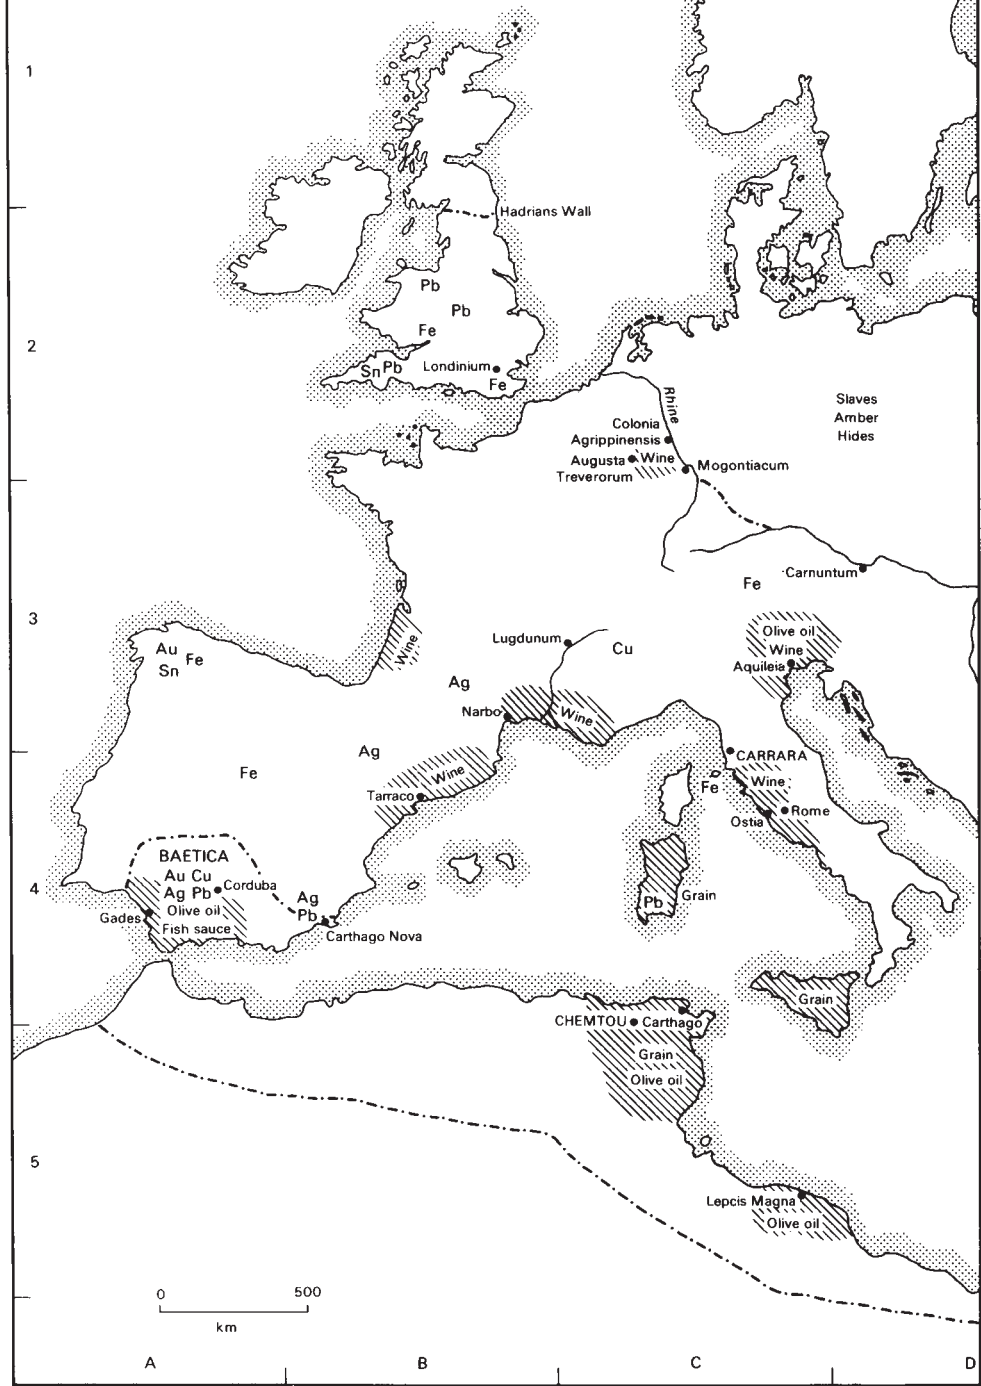 1
Hadrians Wall
Pb
Pb
Fe
2
Sn Pb
Londinium
Fe
Rhine
Slaves
Amber
Hides
Colonia
Agrippinensis
Augusta
Treverorum
Wine
Mogontiacum
Carnuntum
Fe
3
Au
Sn
Fe
Wine
Lugdunum
Cu
Olive oil
Wine
Aquileia
Ag
Narbo
Wine
Ag
Fe
Wine
Tarraco
CARRARA
Fe
Wine
Ostia
Rome
BAETICA
Au Cu
Ag Pb
Corduba
4
Gades
Olive oil
Fish sauce
Ag
Pb
Carthago Nova
Pb
Grain
Grain
CHEMTOU
Carthago
Grain
Olive oil
5
Lepcis Magna
Olive oil
0 500
km
A B C D